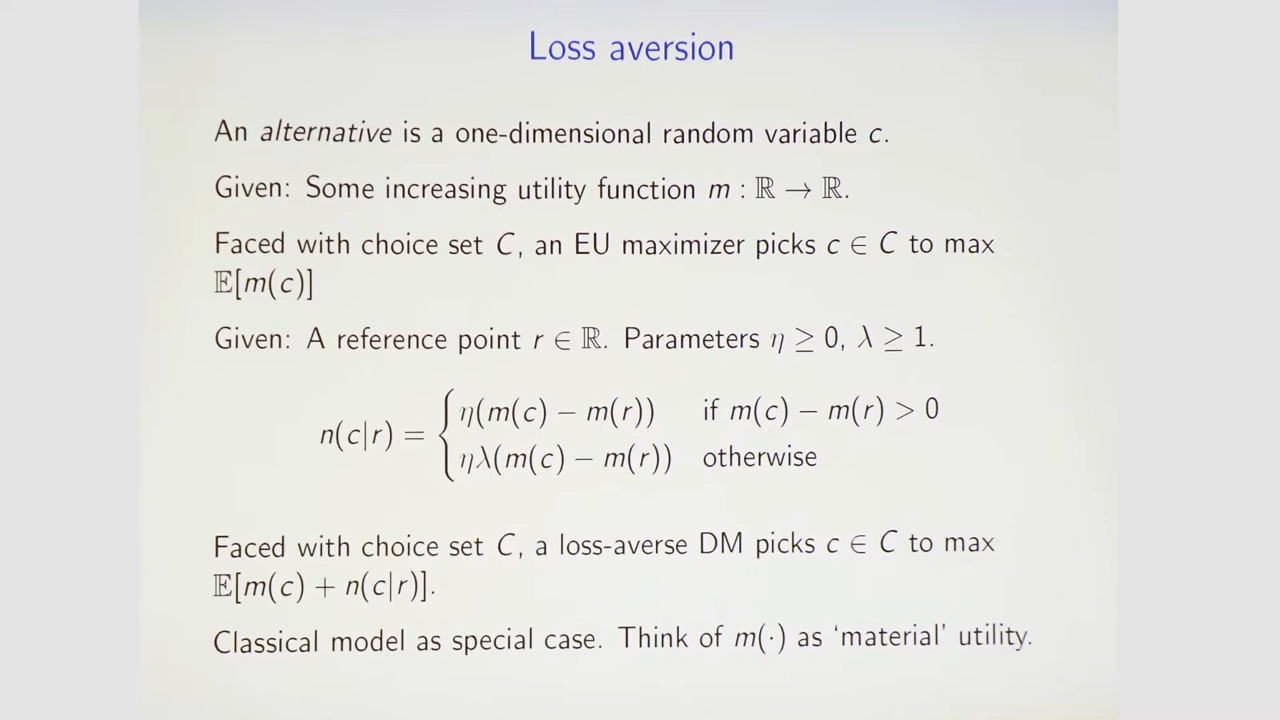 Loss aversion
An alternative is a one-dimensional random variable c.
Given: Some increasing utility function m : ℝ → ℝ.
Faced with choice set C, an EU maximizer picks c ∈ C to max
𝔼[m(c)]
Given: A reference point r ∈ ℝ. Parameters η ≥ 0, λ ≥ 1.
n(c|r) = { η(m(c) − m(r)) if m(c) − m(r) > 0
ηλ(m(c) − m(r)) otherwise
Faced with choice set C, a loss-averse DM picks c ∈ C to max
𝔼[m(c) + n(c|r)].
Classical model as special case. Think of m(·) as ‘material’ utility.